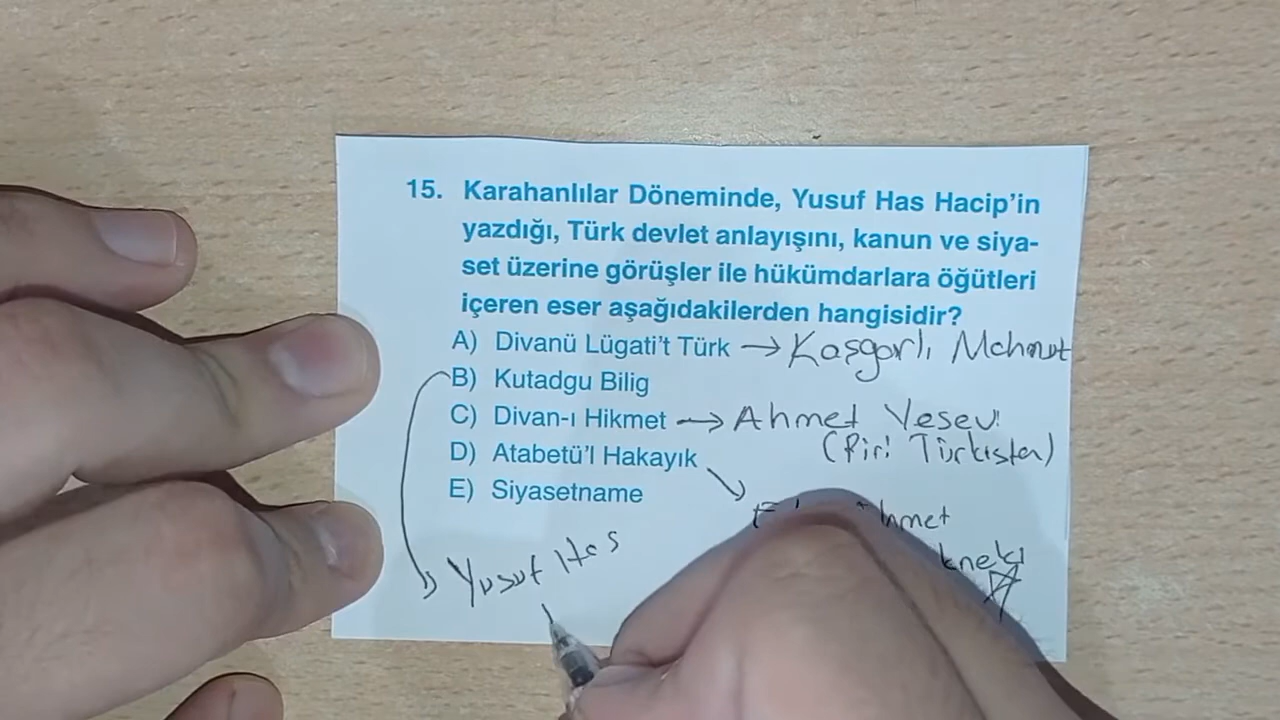 15. Karahanlılar Döneminde, Yusuf Has Hacip'in
yazdığı, Türk devlet anlayışını, kanun ve siya-
set üzerine görüşler ile hükümdarlara öğütleri
içeren eser aşağıdakilerden hangisidir?
A) Divanü Lügati't Türk → Kaşgarlı Mahmut
B) Kutadgu Bilig
C) Divan-ı Hikmet → Ahmet Yesevi
(Piri Türkistan)
D) Atabetü'l Hakayık
E) Siyasetname
Yusuf Has